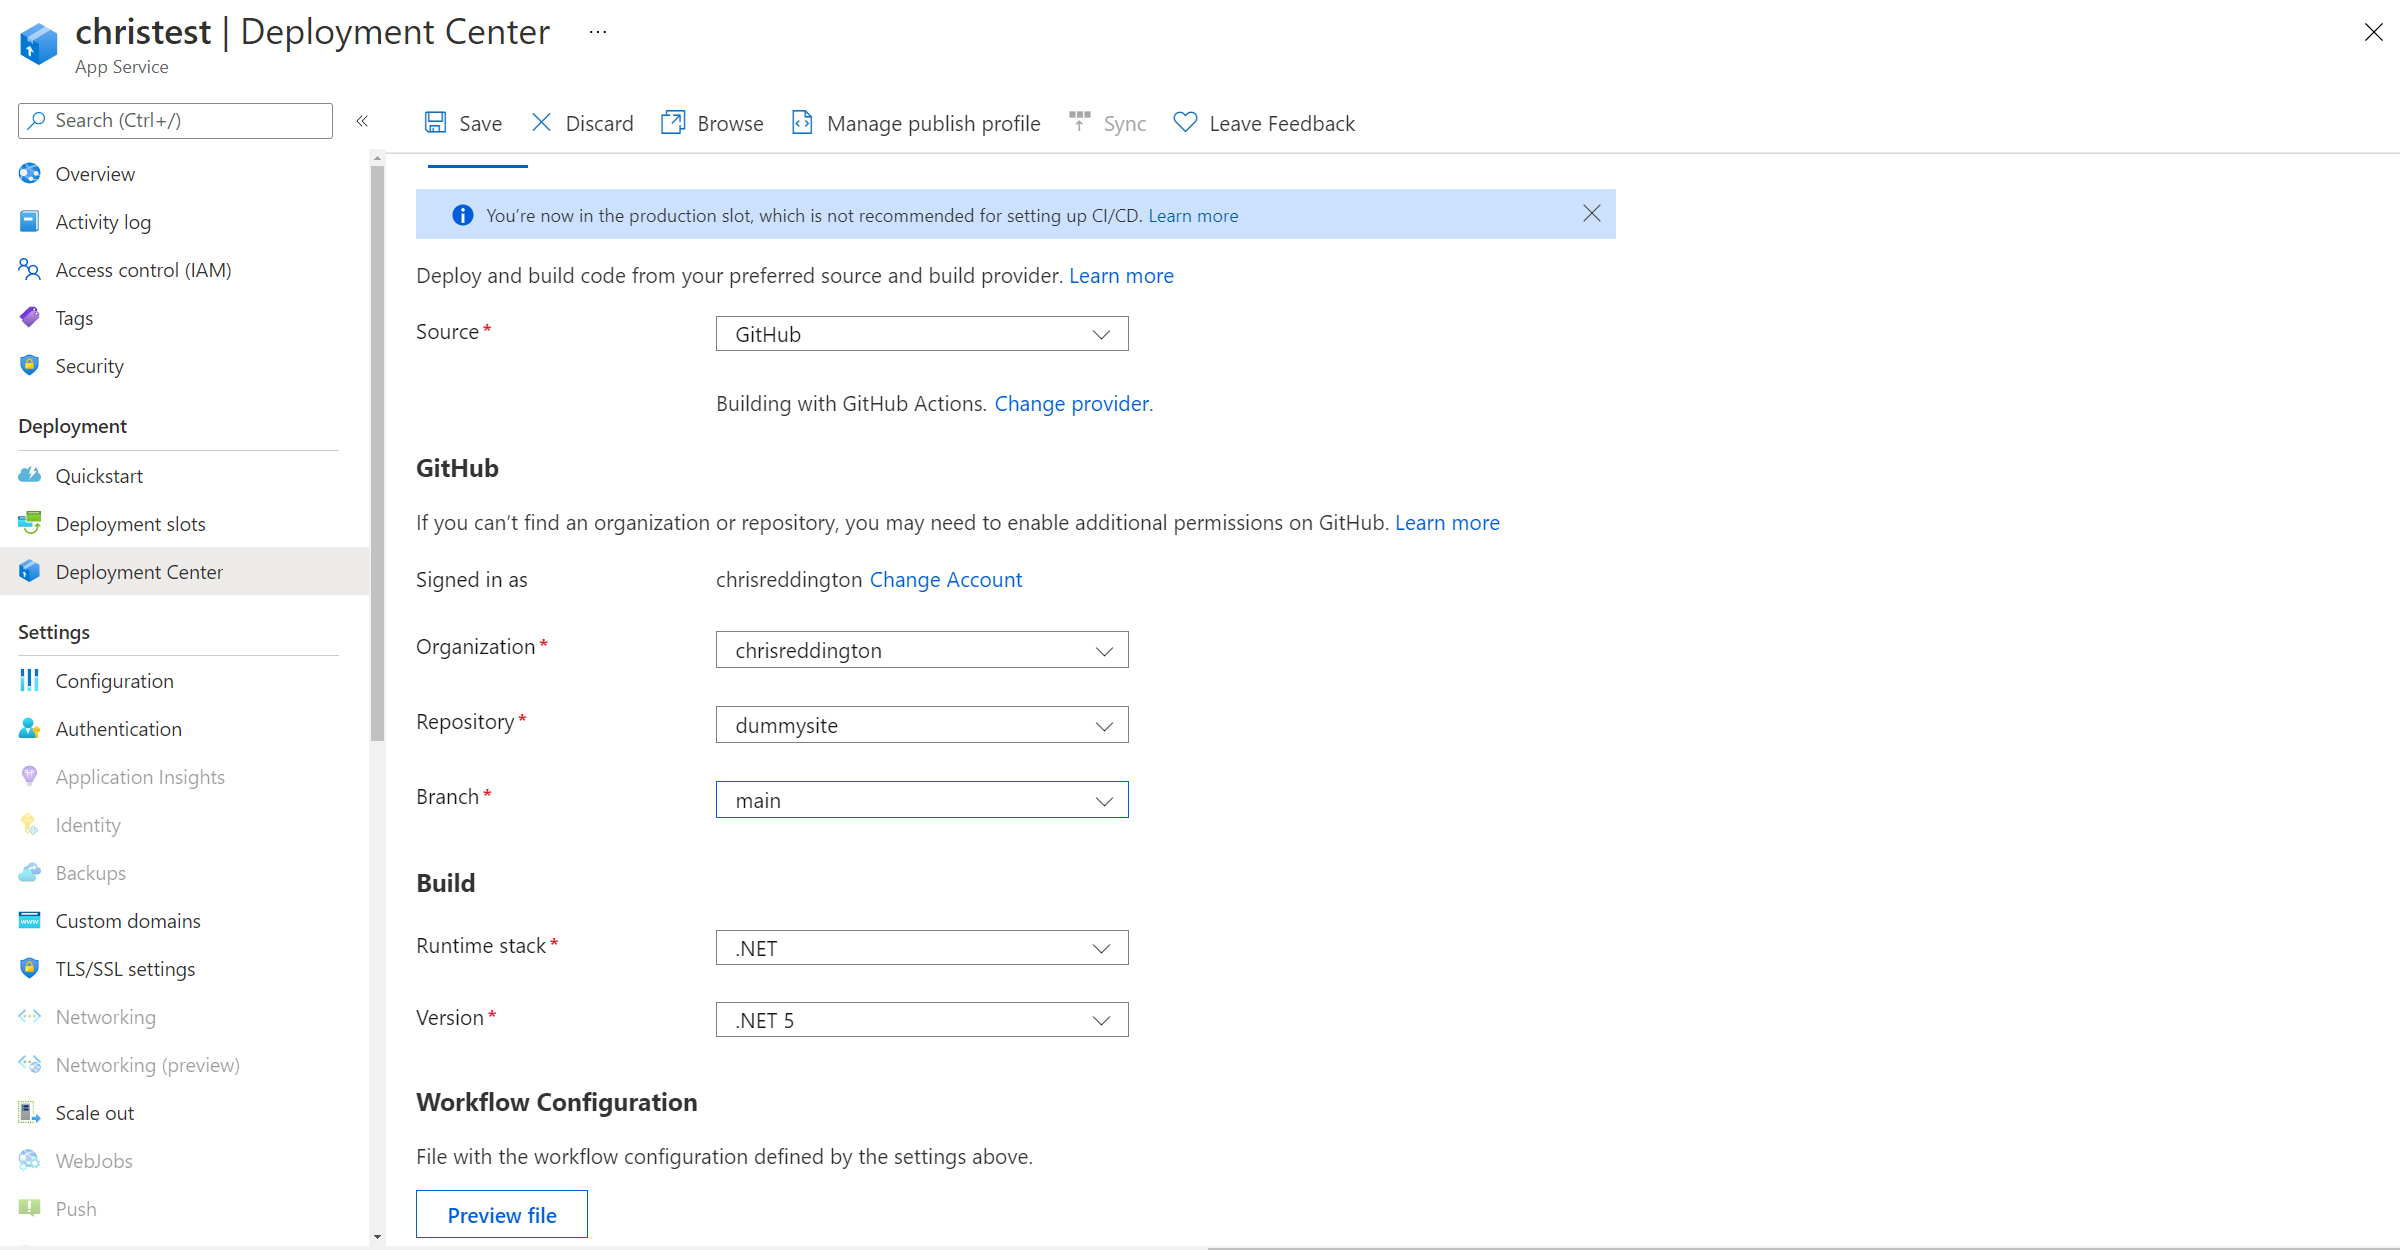 christest | Deployment Center ...
App Service
Search (Ctrl+/)
«
Overview
Activity log
Access control (IAM)
Tags
Security
Deployment
Quickstart
Deployment slots
Deployment Center
Settings
Configuration
Authentication
Application Insights
Identity
Backups
Custom domains
TLS/SSL settings
Networking
Networking (preview)
Scale out
WebJobs
Push
Save Discard Browse Manage publish profile Sync Leave Feedback
You're now in the production slot, which is not recommended for setting up CI/CD. Learn more
Deploy and build code from your preferred source and build provider. Learn more
Source* GitHub
Building with GitHub Actions. Change provider.
GitHub
If you can't find an organization or repository, you may need to enable additional permissions on GitHub. Learn more
Signed in as chrisreddington Change Account
Organization* chrisreddington
Repository* dummysite
Branch* main
Build
Runtime stack* .NET
Version* .NET 5
Workflow Configuration
File with the workflow configuration defined by the settings above.
Preview file